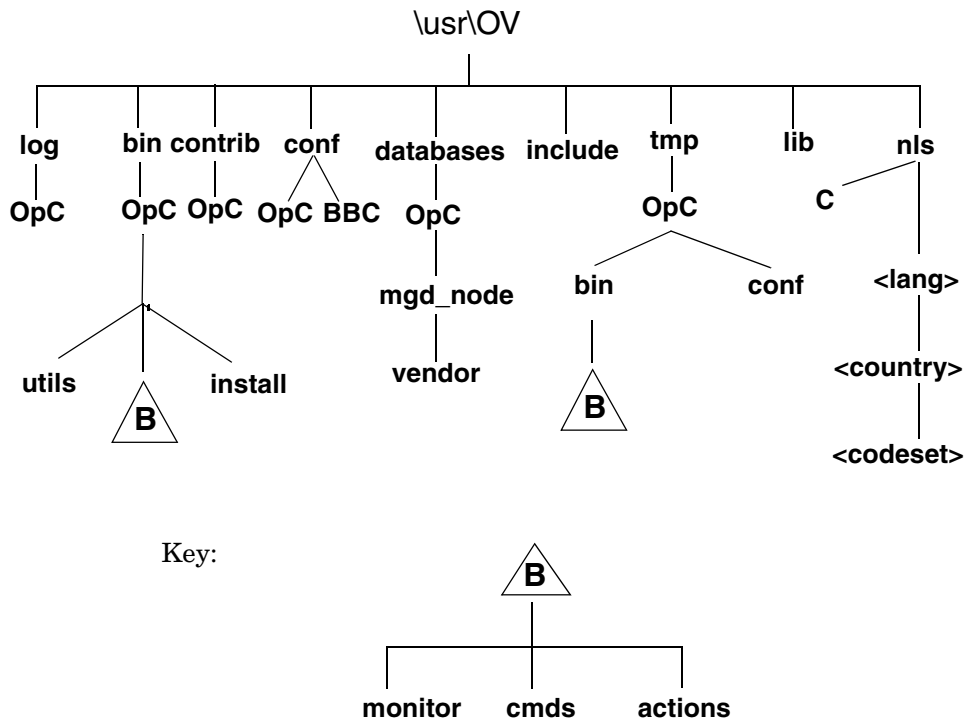 \usr\OV
log bin contrib conf databases include tmp lib nls
OpC OpC OpC OpC BBC OpC OpC C
bin conf <lang>
mgd_node
utils install vendor <country>
B B
<codeset>
Key:
B
monitor cmds actions